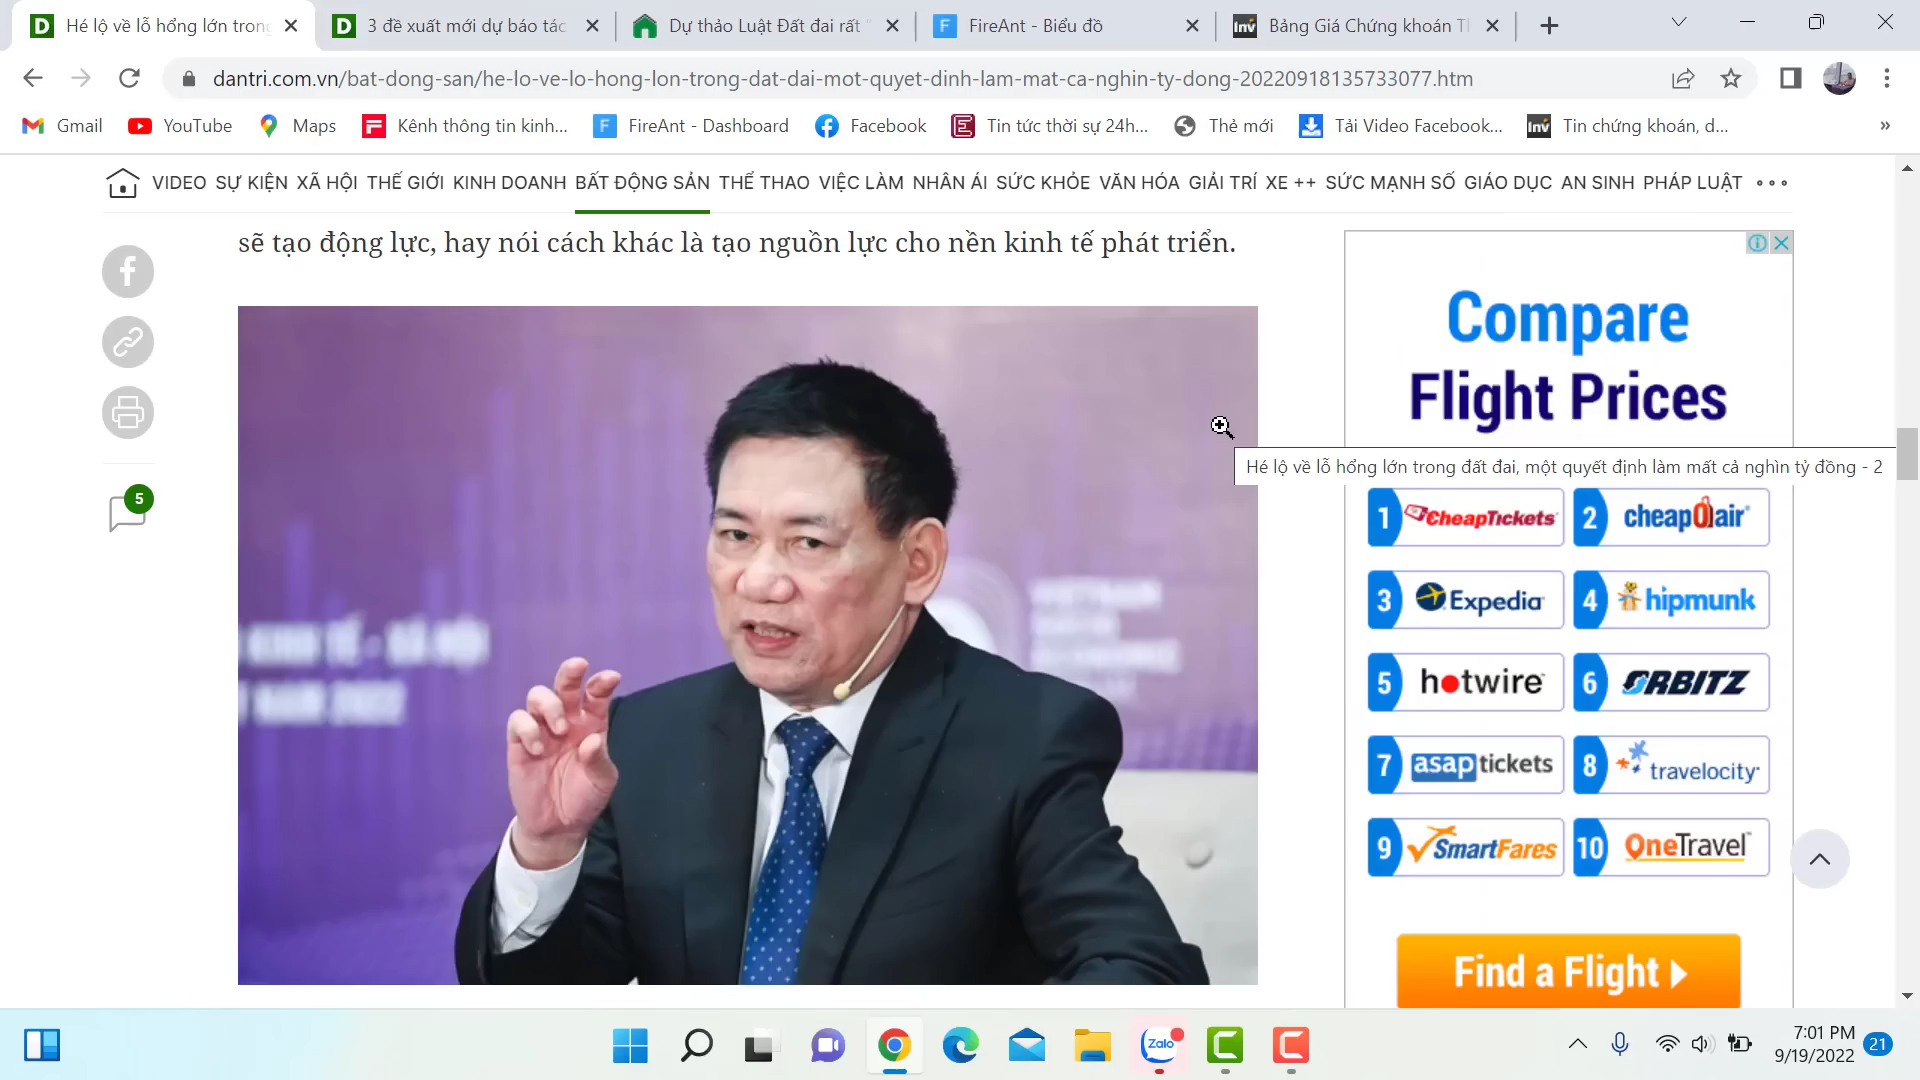 Hé lộ về lỗ hổng lớn trong
3 đề xuất mới dự báo tác
Dự thảo Luật Đất đai rất
FireAnt - Biểu đồ
Bảng Giá Chứng khoán
dantri.com.vn/bat-dong-san/he-lo-ve-lo-hong-lon-trong-dat-dai-mot-quyet-dinh-lam-mat-ca-nghin-ty-dong-20220918135733077.htm
Gmail
YouTube
Maps
Kênh thông tin kinh...
FireAnt - Dashboard
Facebook
Tin tức thời sự 24h...
Thẻ mới
Tải Video Facebook...
Tin chứng khoán, d...
VIDEO SỰ KIỆN XÃ HỘI THẾ GIỚI KINH DOANH BẤT ĐỘNG SẢN THỂ THAO VIỆC LÀM NHÂN ÁI SỨC KHỎE VĂN HÓA GIẢI TRÍ XE ++ SỨC MẠNH SỐ GIÁO DỤC AN SINH PHÁP LUẬT
sẽ tạo động lực, hay nói cách khác là tạo nguồn lực cho nền kinh tế phát triển.
5
KINH TẾ - XÃ HỘI
NAM 2022
VIETNAM
ECONOMIC
Compare
Flight Prices
Hé lộ về lỗ hổng lớn trong đất đai, một quyết định làm mất cả nghìn tỷ đồng - 2
1 CheapTickets
2 cheapOair
3 Expedia
4 hipmunk
5 hotwire
6 ORBITZ
7 asaptickets
8 travelocity
9 SmartFares
10 OneTravel
Find a Flight
Zalo
7:01 PM
9/19/2022
21